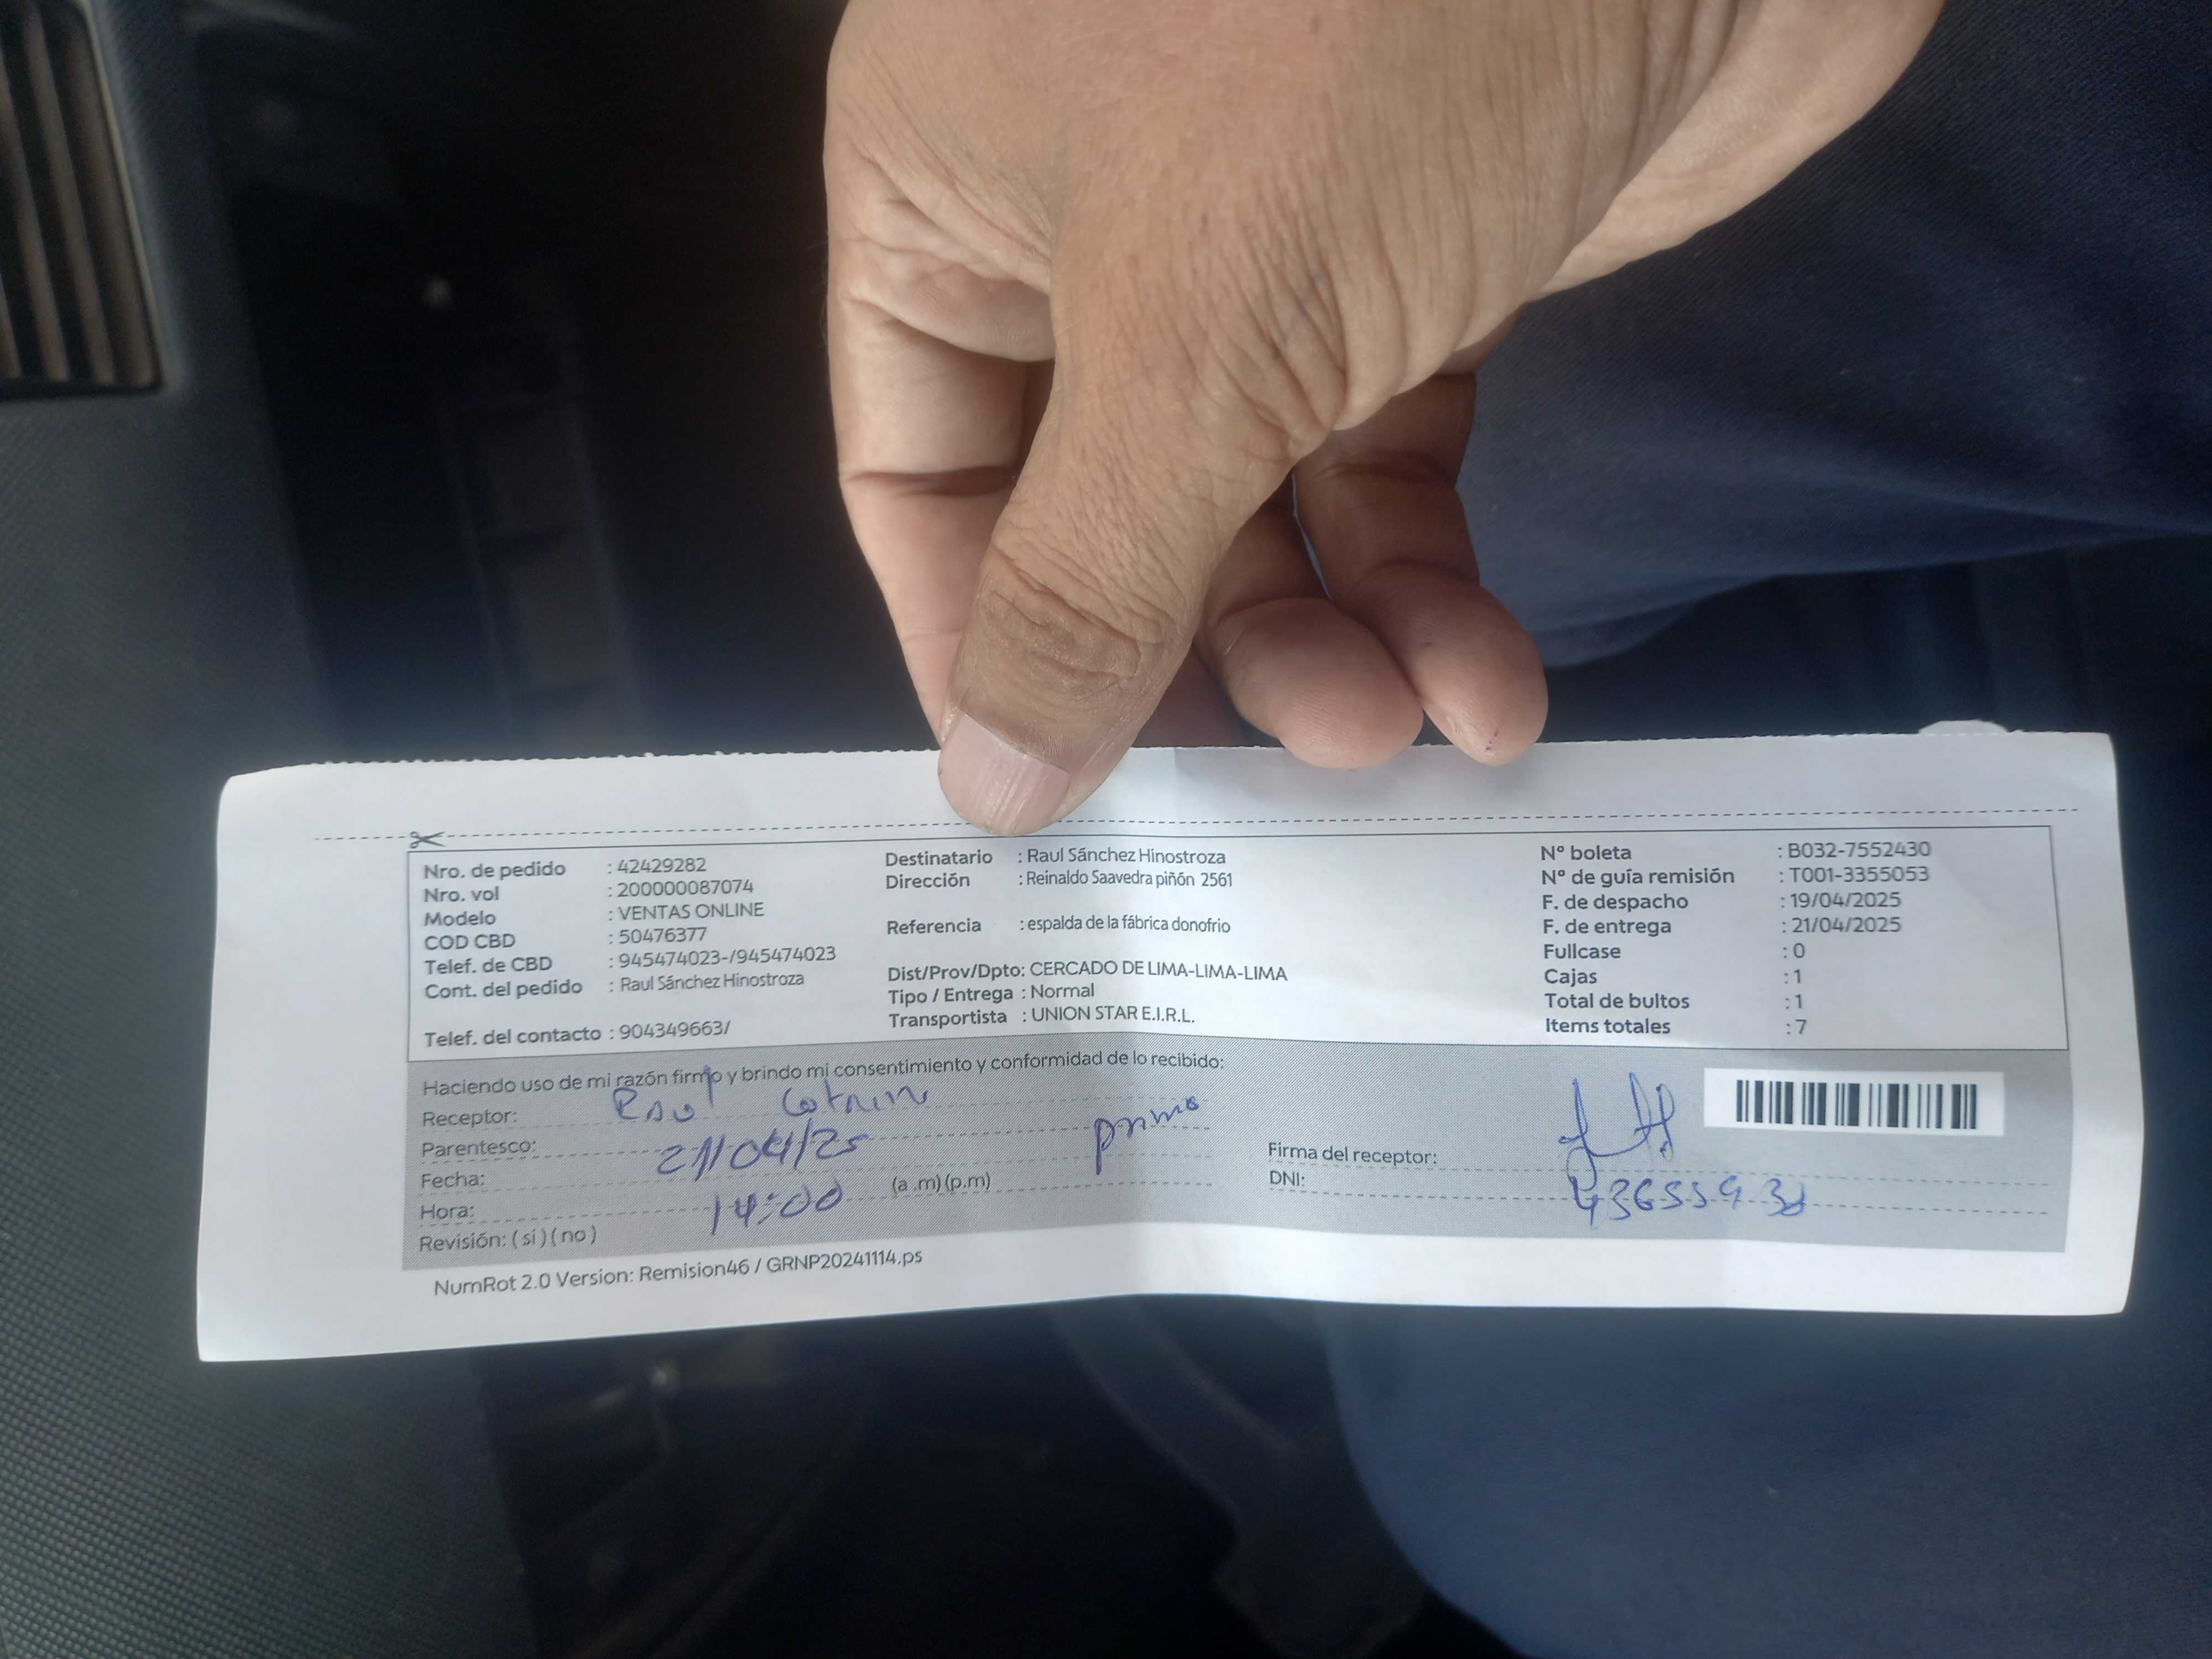 Nro. de pedido : 42429282
Nro. vol : 200000087074
Modelo : VENTAS ONLINE
COD CBD : 50476377
Telef. de CBD : 945474023-/945474023
Cont. del pedido : Raul Sánchez Hinostroza
Telef. del contacto : 904349663/
Destinatario : Raul Sánchez Hinostroza
Dirección : Reinaldo Saavedra piñón 2561
Referencia : espalda de la fábrica donofrio
Dist/Prov/Dpto: CERCADO DE LIMA-LIMA-LIMA
Tipo / Entrega : Normal
Transportista : UNION STAR E.I.R.L.
N° boleta : B032-7552430
N° de guía remisión : T001-3355053
F. de despacho : 19/04/2025
F. de entrega : 21/04/2025
Fullcase : 0
Cajas : 1
Total de bultos : 1
Items totales : 7
Haciendo uso de mi razón firmo y brindo mi consentimiento y conformidad de lo recibido:
Receptor: Raul
Parentesco: primo
Fecha: 21/04/25
Hora: 14:00 (a .m) (p.m)
Revisión: ( si ) ( no )
Firma del receptor:
DNI:
NumRot 2.0 Version: Remision46 / GRNP20241114.ps